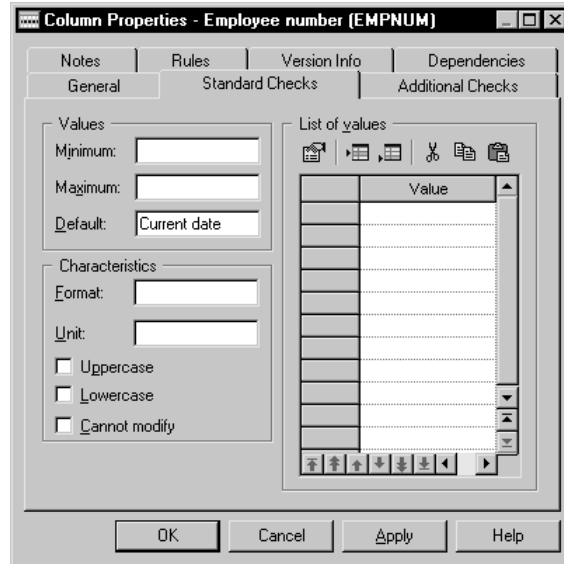 Column Properties - Employee number (EMPNUM)
Notes Rules Version Info Dependencies
General Standard Checks Additional Checks
Values
Minimum:
Maximum:
Default: Current date
Characteristics
Format:
Unit:
Uppercase
Lowercase
Cannot modify
List of values
Value
OK Cancel Apply Help